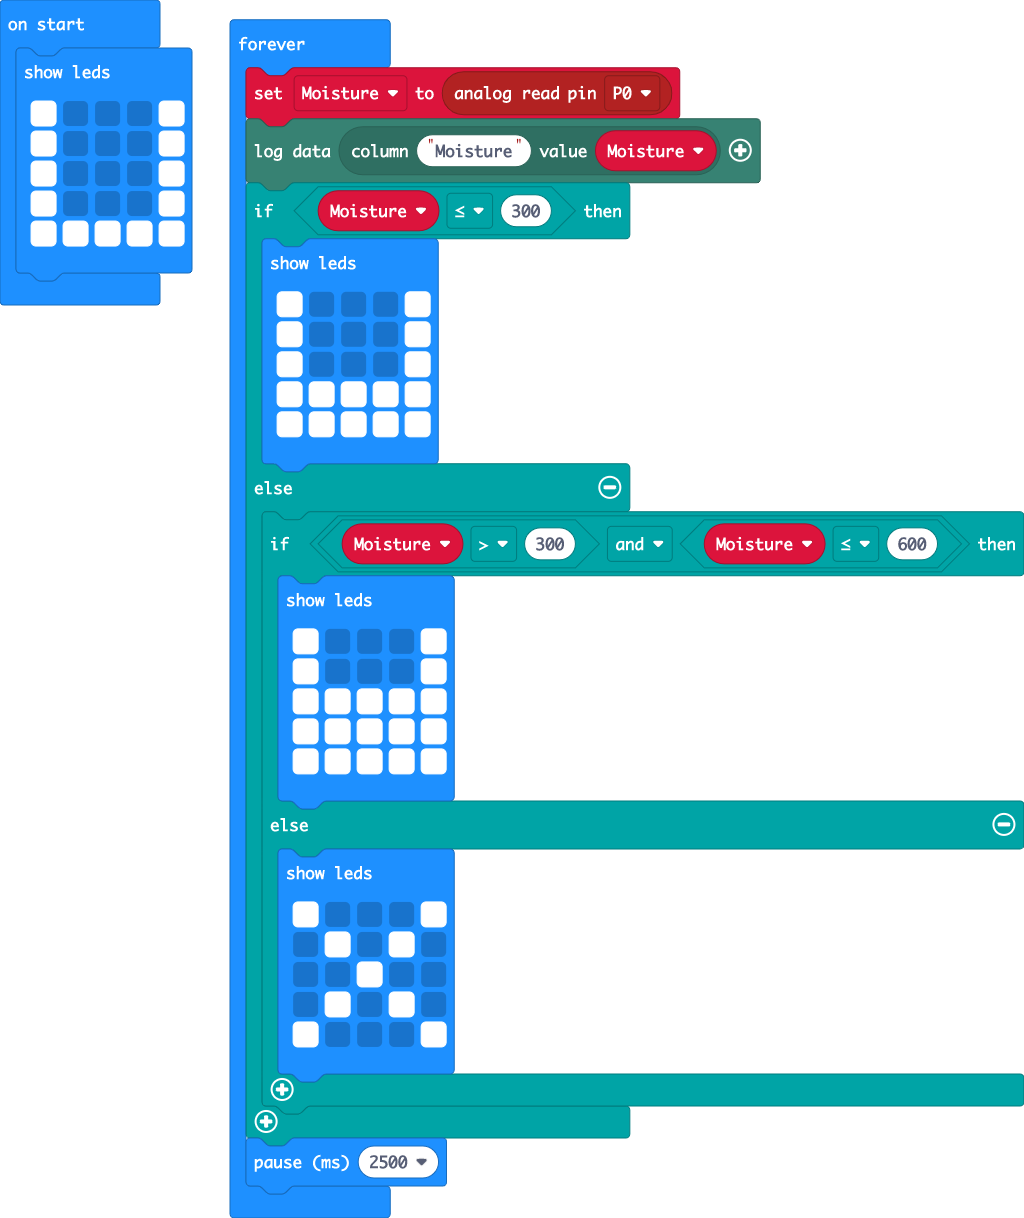 on start
show leds
forever
set Moisture to analog read pin P0
log data column "Moisture" value Moisture
if Moisture ≤ 300 then
show leds
else
if Moisture > 300 and Moisture ≤ 600 then
show leds
else
show leds
pause (ms) 2500